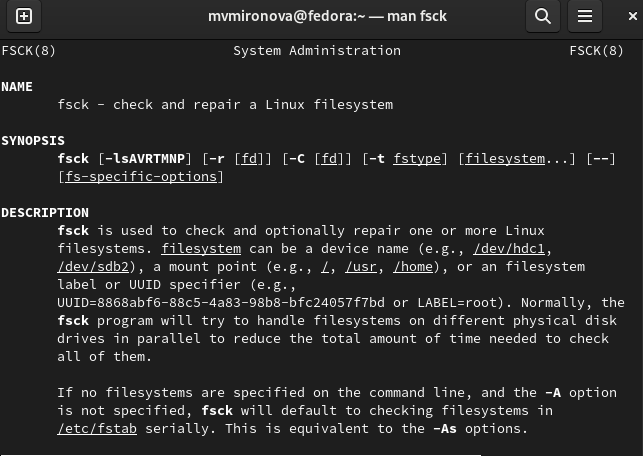 mvmironova@fedora:~ — man fsck
FSCK(8) System Administration FSCK(8)
NAME
fsck - check and repair a Linux filesystem
SYNOPSIS
fsck [-lsAVRTMNP] [-r [fd]] [-C [fd]] [-t fstype] [filesystem...] [--]
[fs-specific-options]
DESCRIPTION
fsck is used to check and optionally repair one or more Linux
filesystems. filesystem can be a device name (e.g., /dev/hdc1,
/dev/sdb2), a mount point (e.g., /, /usr, /home), or an filesystem
label or UUID specifier (e.g.,
UUID=8868abf6-88c5-4a83-98b8-bfc24057f7bd or LABEL=root). Normally, the
fsck program will try to handle filesystems on different physical disk
drives in parallel to reduce the total amount of time needed to check
all of them.
If no filesystems are specified on the command line, and the -A option
is not specified, fsck will default to checking filesystems in
/etc/fstab serially. This is equivalent to the -As options.